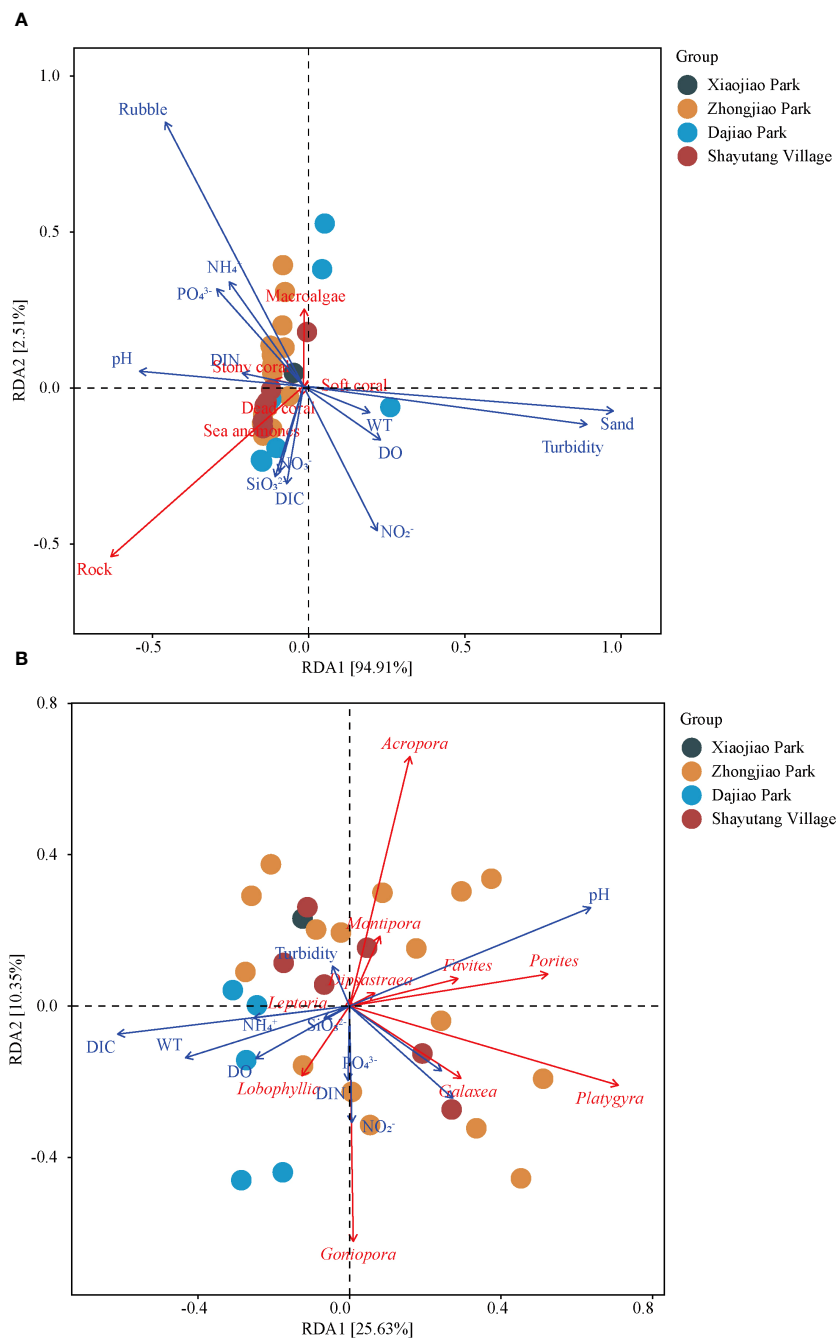 A
Group
Xiaojiao Park
Zhongjiao Park
Dajiao Park
Shayutang Village
1.0
0.5
0.0
-0.5
RDA2 [2.51%]
Rubble
NH₄⁺
PO₄³⁻
Macroalgae
pH
DIN
Stony coral
Soft coral
Dead coral
WT
Sand
Sea anemones
Turbidity
DO
NO₃⁻
SiO₃²⁻
DIC
NO₂⁻
Rock
-0.5
0.0
0.5
1.0
RDA1 [94.91%]
B
Group
Xiaojiao Park
Zhongjiao Park
Dajiao Park
Shayutang Village
0.8
0.4
0.0
-0.4
RDA2 [10.35%]
Acropora
pH
Montipora
Turbidity
Favites
Porites
Dipsastraea
Leptoria
NH₄⁺
SiO₃²⁻
DIC
WT
DO
PO₄³⁻
Lobophyllia
DIN
Galaxea
Platygyra
NO₂⁻
Goniopora
-0.4
0.0
0.4
0.8
RDA1 [25.63%]